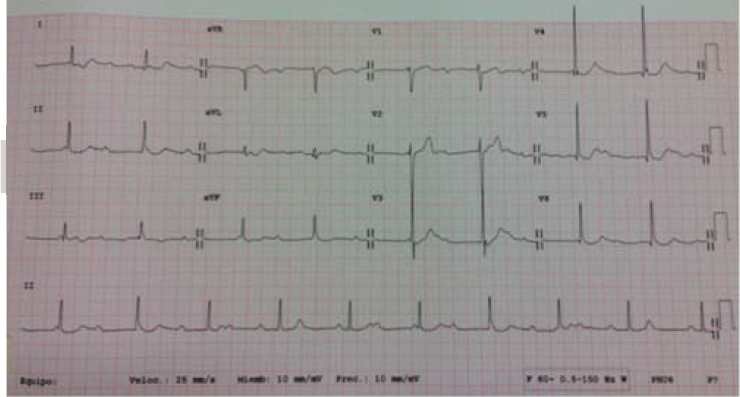 I aVR V1 V4
II aVL V2 V5
III aVF V3 V6
II
Equipo: Veloc.: 25 mm/s Miemb: 10 mm/mV Prec.: 10 mm/mV F 60- 0.5-150 Hz W PH08 P?